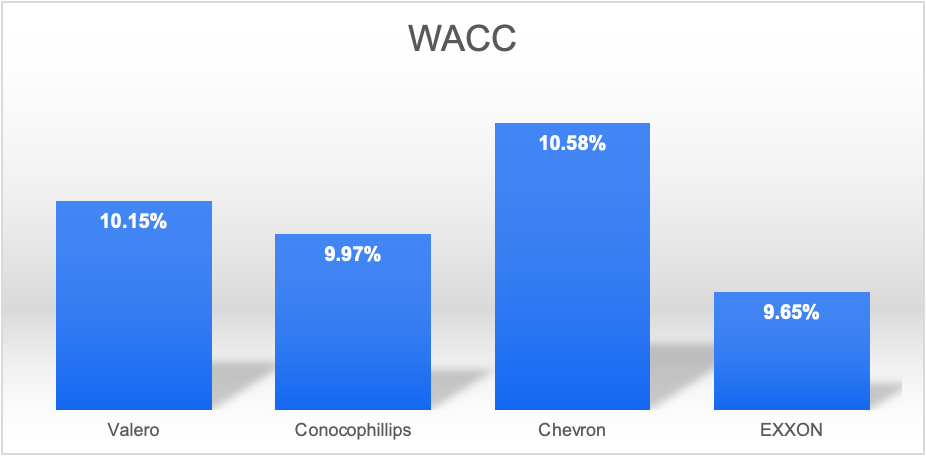 WACC
10.15%
9.97%
10.58%
9.65%
Valero
Conocophillips
Chevron
EXXON